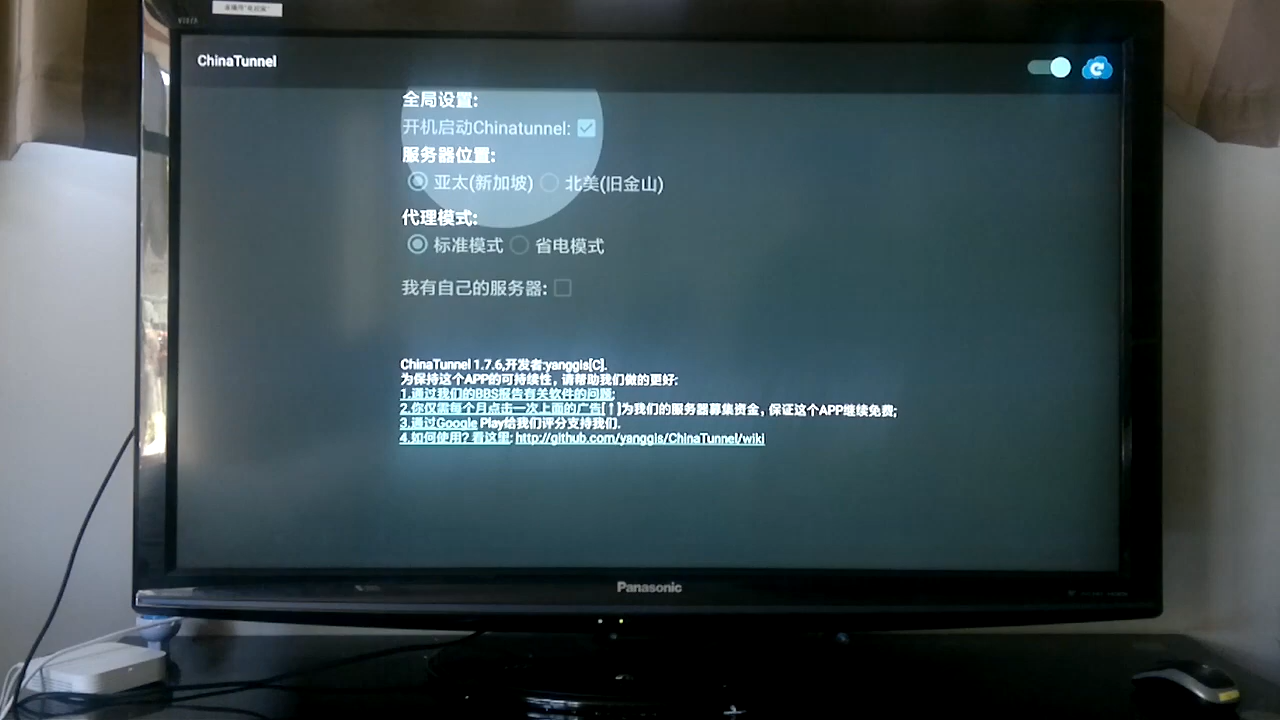 VIERA
ChinaTunnel
全局设置:
开机启动Chinatunnel:
服务器位置:
亚太(新加坡) 北美(旧金山)
代理模式:
标准模式 省电模式
我有自己的服务器:
ChinaTunnel 1.7.6,开发者:yanggis[C].
为保持这个APP的可持续性，请帮助我们做的更好:
1.通过我们的BBS报告有关软件的问题;
2.你仅需每个月点击一次上面的广告[↑]为我们的服务器募集资金，保证这个APP继续免费;
3.通过Google Play给我们评分支持我们.
4.如何使用? 看这里: http://github.com/yanggis/ChinaTunnel/wiki
Panasonic